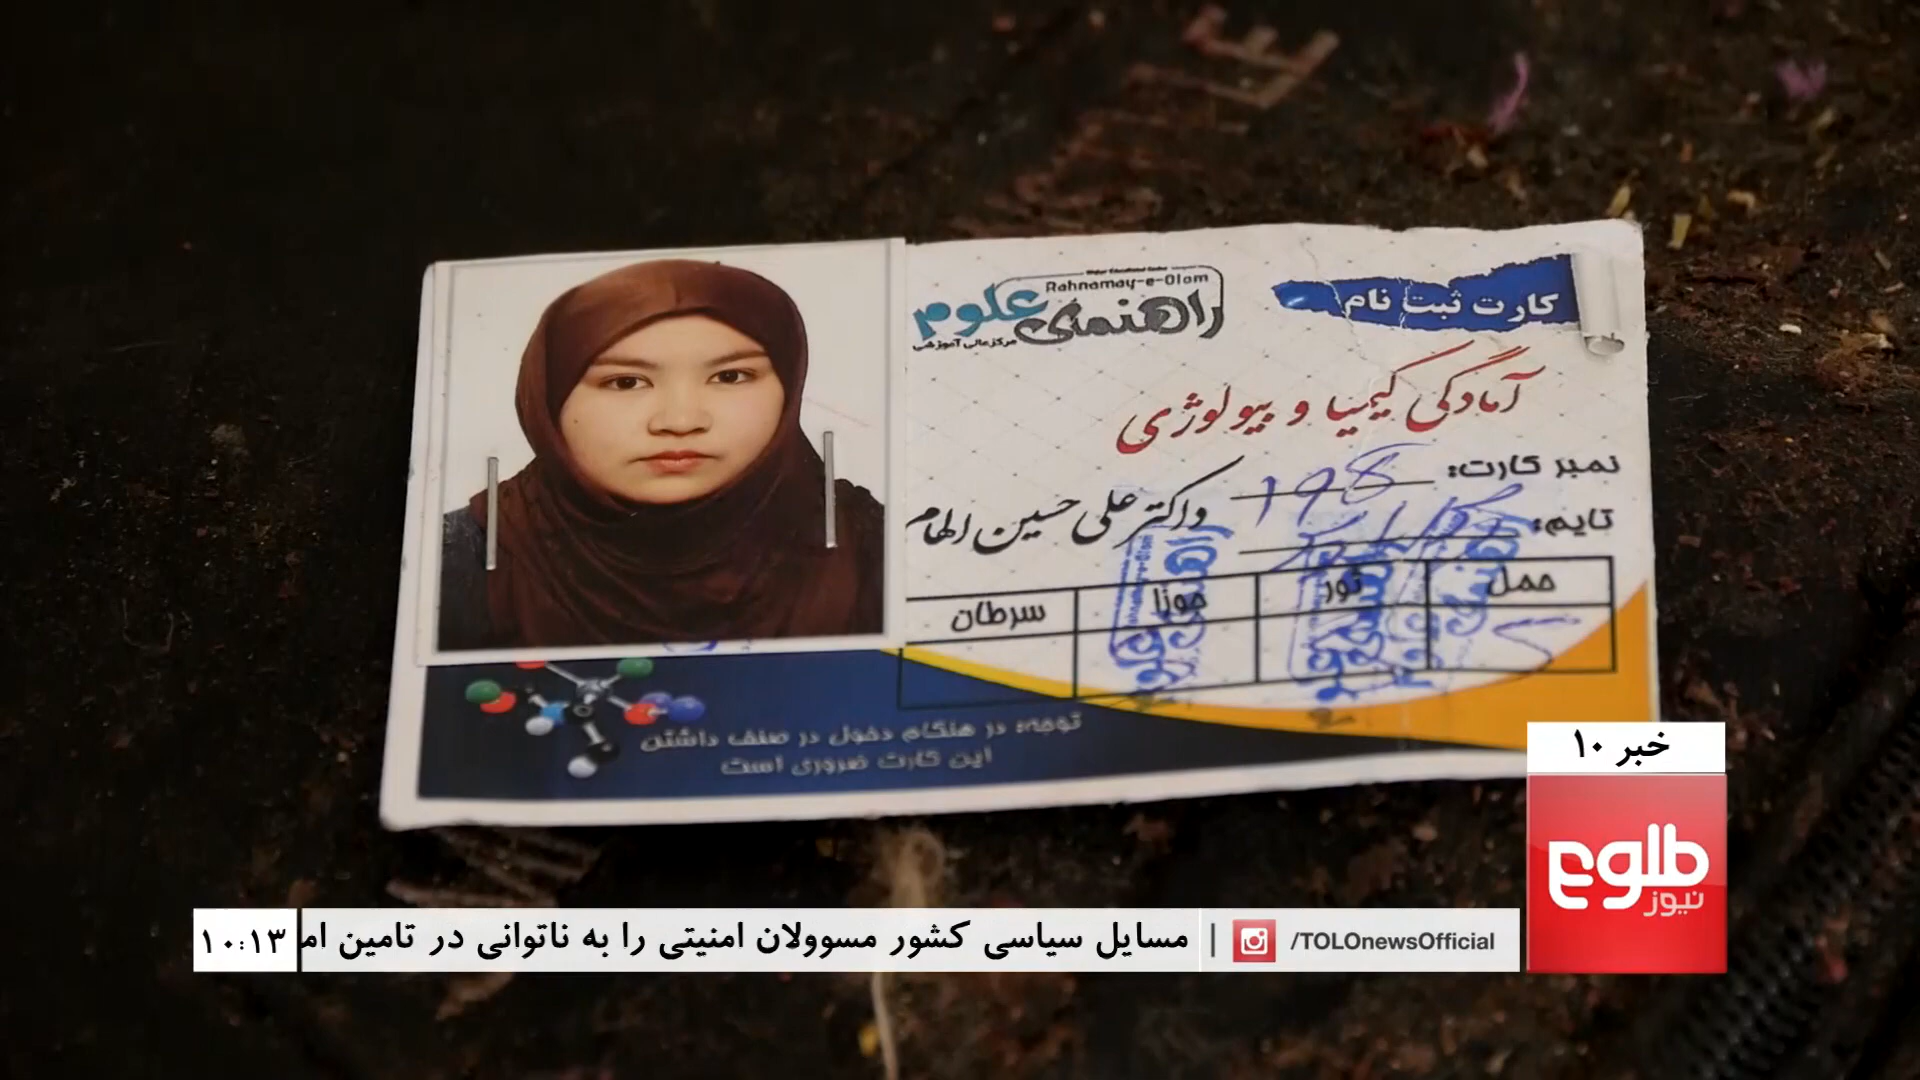 Rahnamay-e-Olom
راهنمای علوم
مرکز عالی آموزشی
کارت ثبت نام
آمادگی کیمیا و بیولوژی
نمبر کارت: ۱۹۸
داکتر علی حسین الهام
تایم:
حمل ثور جوزا سرطان
توجه: در هنگام دخول در صنف داشتن
این کارت ضروری است
خبر ۱۰
طلوع
نیوز
۱۰:۱۳ مسایل سیاسی کشور مسوولان امنیتی را به ناتوانی در تامین ام | /TOLOnewsOfficial